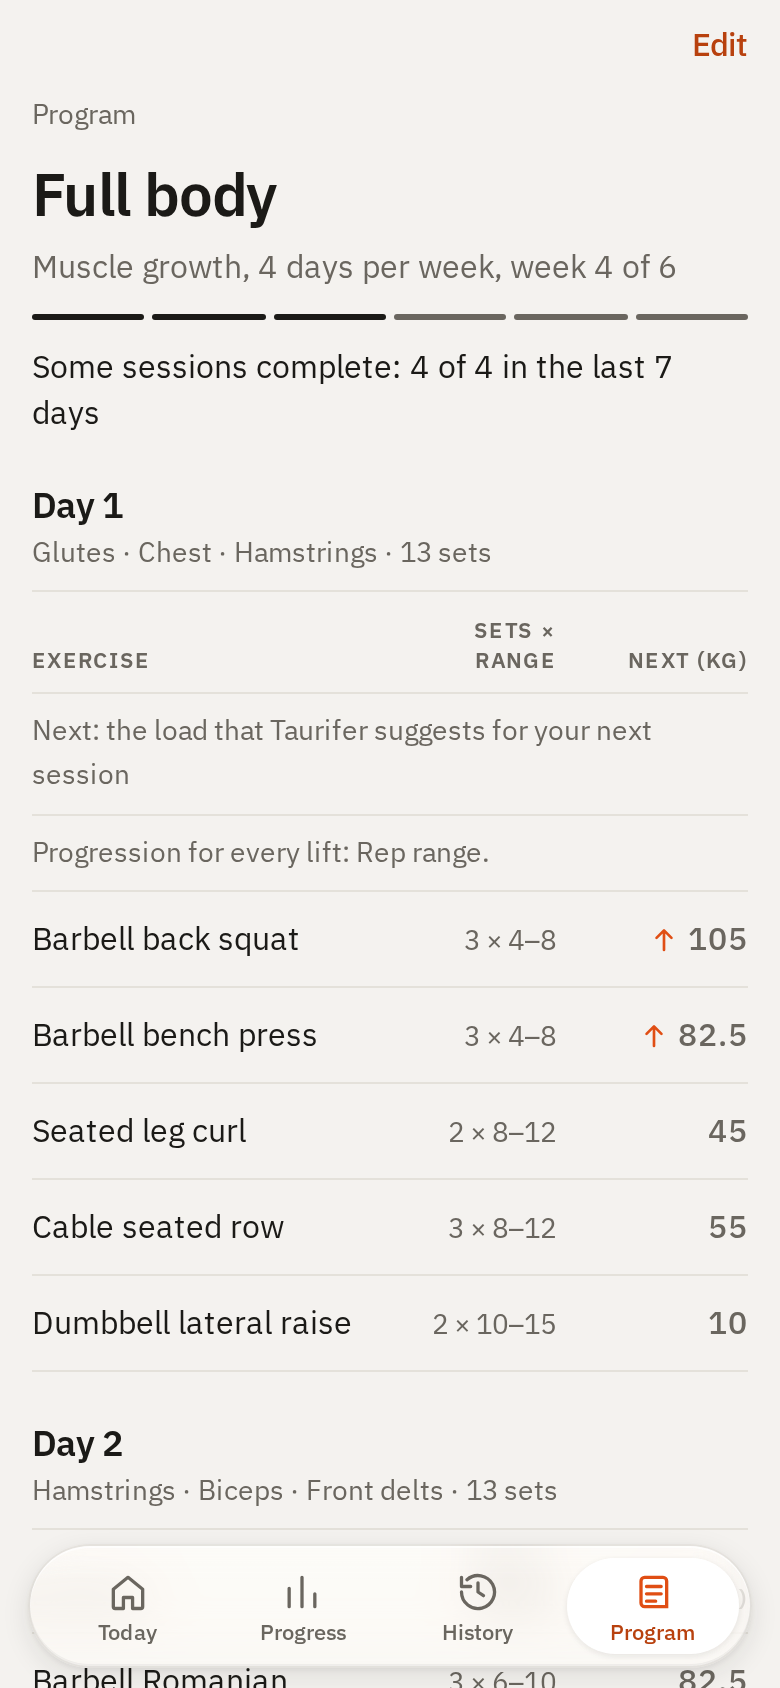 Edit
Program
Full body
Muscle growth, 4 days per week, week 4 of 6
Some sessions complete: 4 of 4 in the last 7
days
Day 1
Glutes · Chest · Hamstrings · 13 sets
EXERCISE SETS × RANGE NEXT (KG)
Next: the load that Taurifer suggests for your next
session
Progression for every lift: Rep range.
Barbell back squat 3 × 4–8 ↑ 105
Barbell bench press 3 × 4–8 ↑ 82.5
Seated leg curl 2 × 8–12 45
Cable seated row 3 × 8–12 55
Dumbbell lateral raise 2 × 10–15 10
Day 2
Hamstrings · Biceps · Front delts · 13 sets
Today Progress History Program
Barbell Romanian 3 × 6–10 82.5